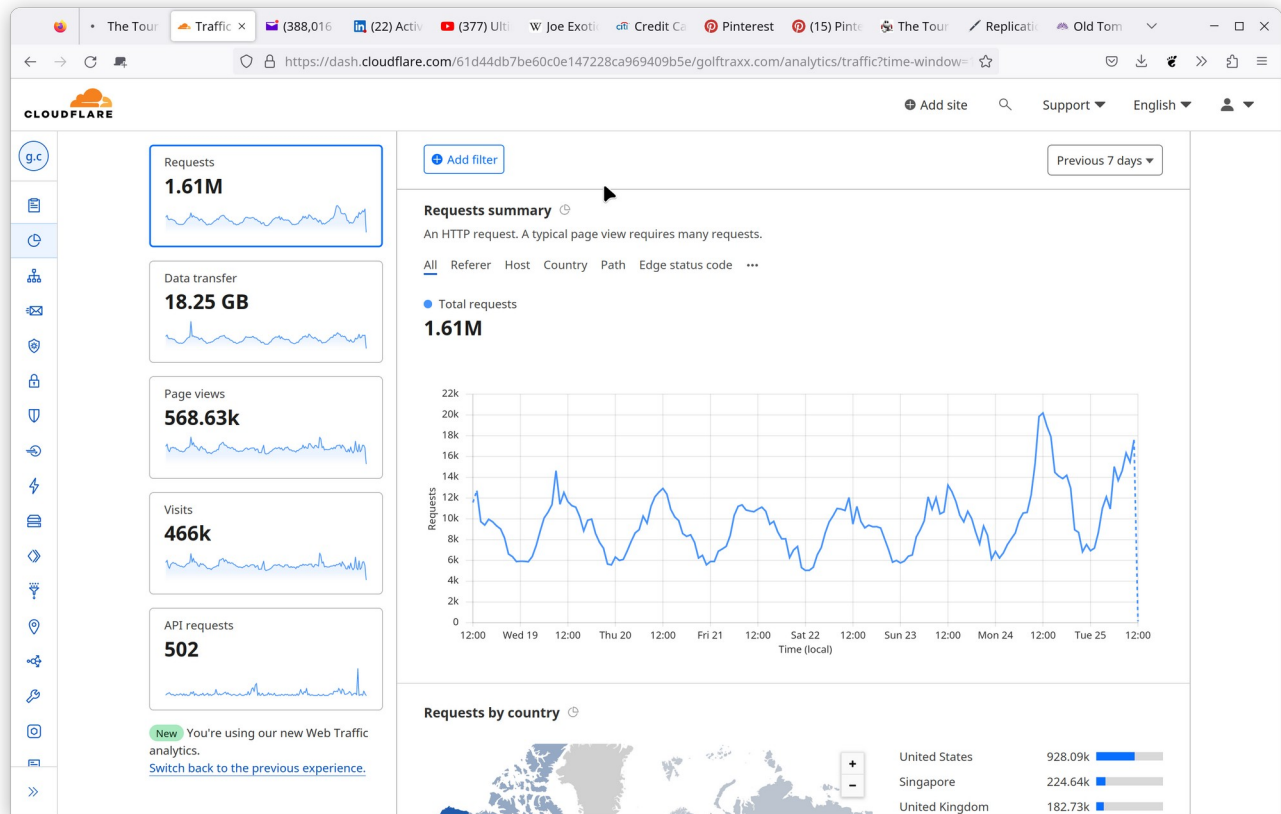 The Tour
Traffic
(388,016
(22) Activ
(377) Ulti
W Joe Exoti
citi Credit Ca
Pinterest
(15) Pinte
The Tour
Replicati
Old Tom
https://dash.cloudflare.com/61d44db7be60c0e147228ca969409b5e/golftraxx.com/analytics/traffic?time-window=
CLOUDFLARE
Add site
Support
English
g.c
Requests
1.61M
Data transfer
18.25 GB
Page views
568.63k
Visits
466k
API requests
502
New You're using our new Web Traffic
analytics.
Switch back to the previous experience.
Add filter
Previous 7 days
Requests summary
An HTTP request. A typical page view requires many requests.
All Referer Host Country Path Edge status code •••
Total requests
1.61M
22k
20k
18k
16k
14k
12k
10k
8k
6k
4k
2k
0
Requests
12:00 Wed 19 12:00 Thu 20 12:00 Fri 21 12:00 Sat 22 12:00 Sun 23 12:00 Mon 24 12:00 Tue 25 12:00
Time (local)
Requests by country
+
−
United States 928.09k
Singapore 224.64k
United Kingdom 182.73k